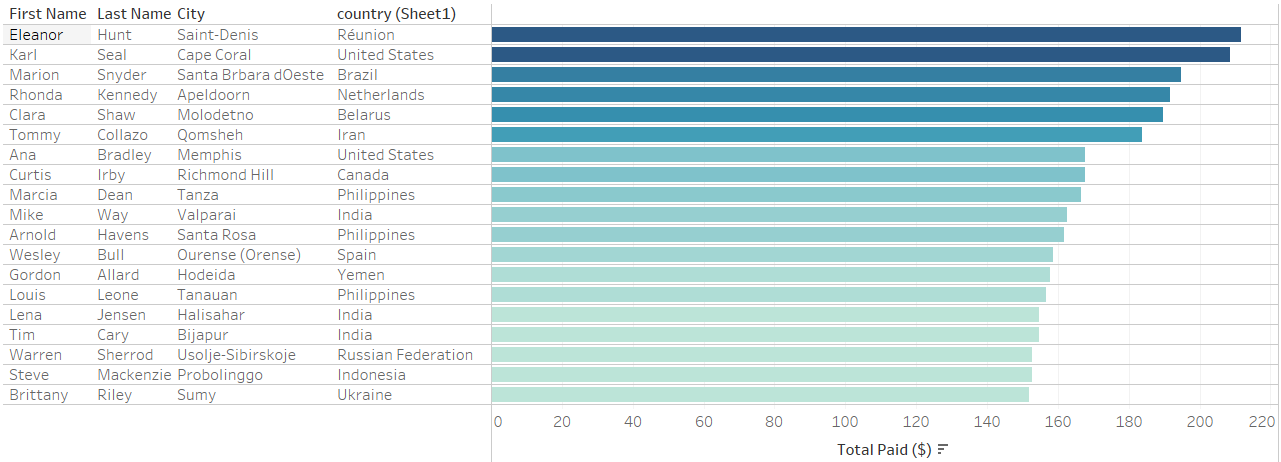 First Name Last Name City country (Sheet1)
Eleanor Hunt Saint-Denis Réunion
Karl Seal Cape Coral United States
Marion Snyder Santa Brbara dOeste Brazil
Rhonda Kennedy Apeldoorn Netherlands
Clara Shaw Molodetno Belarus
Tommy Collazo Qomsheh Iran
Ana Bradley Memphis United States
Curtis Irby Richmond Hill Canada
Marcia Dean Tanza Philippines
Mike Way Valparai India
Arnold Havens Santa Rosa Philippines
Wesley Bull Ourense (Orense) Spain
Gordon Allard Hodeida Yemen
Louis Leone Tanauan Philippines
Lena Jensen Halisahar India
Tim Cary Bijapur India
Warren Sherrod Usolje-Sibirskoje Russian Federation
Steve Mackenzie Probolinggo Indonesia
Brittany Riley Sumy Ukraine
0 20 40 60 80 100 120 140 160 180 200 220
Total Paid ($)